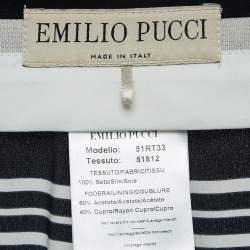 EMILIO PUCCI
MADE IN ITALY
EMILIO PUCCI
Modello: 51RT33
Tessuto: 51812
TESSUTO/FABRIC/TISSU
100% Seta/Silk/Soie
FODERA/LINING/DOUBLURE
60% Acetato/Acetate/Acétate
40% Cupro/Rayon Cupro/Cupro